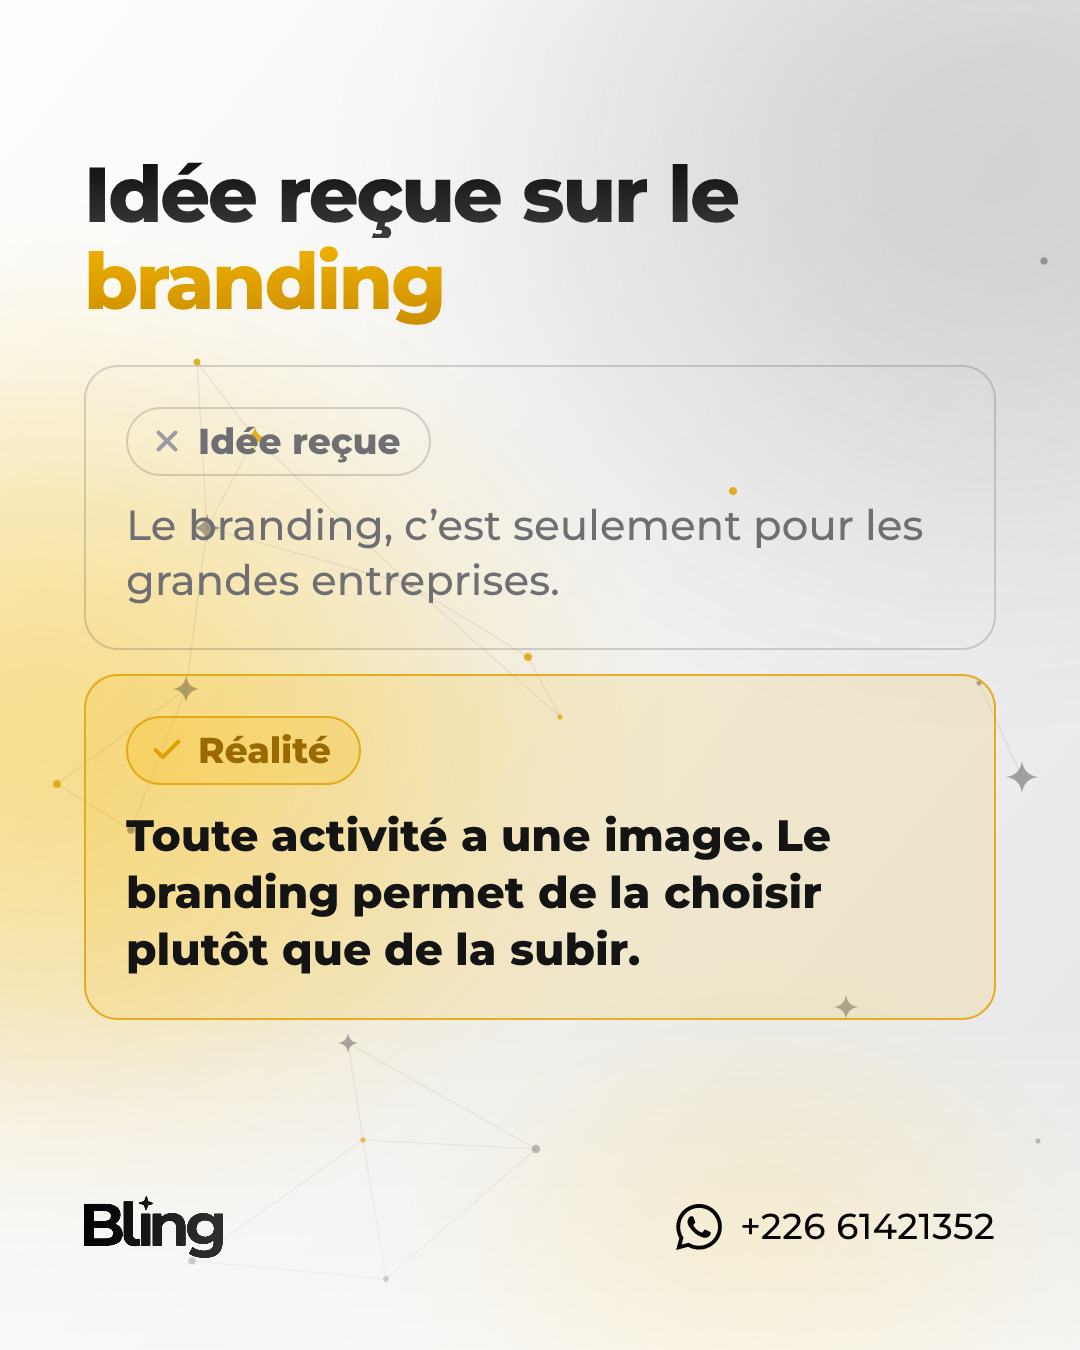 Idée reçue sur le
branding
Idée reçue
Le branding, c’est seulement pour les
grandes entreprises.
Réalité
Toute activité a une image. Le
branding permet de la choisir
plutôt que de la subir.
Bling
+226 61421352